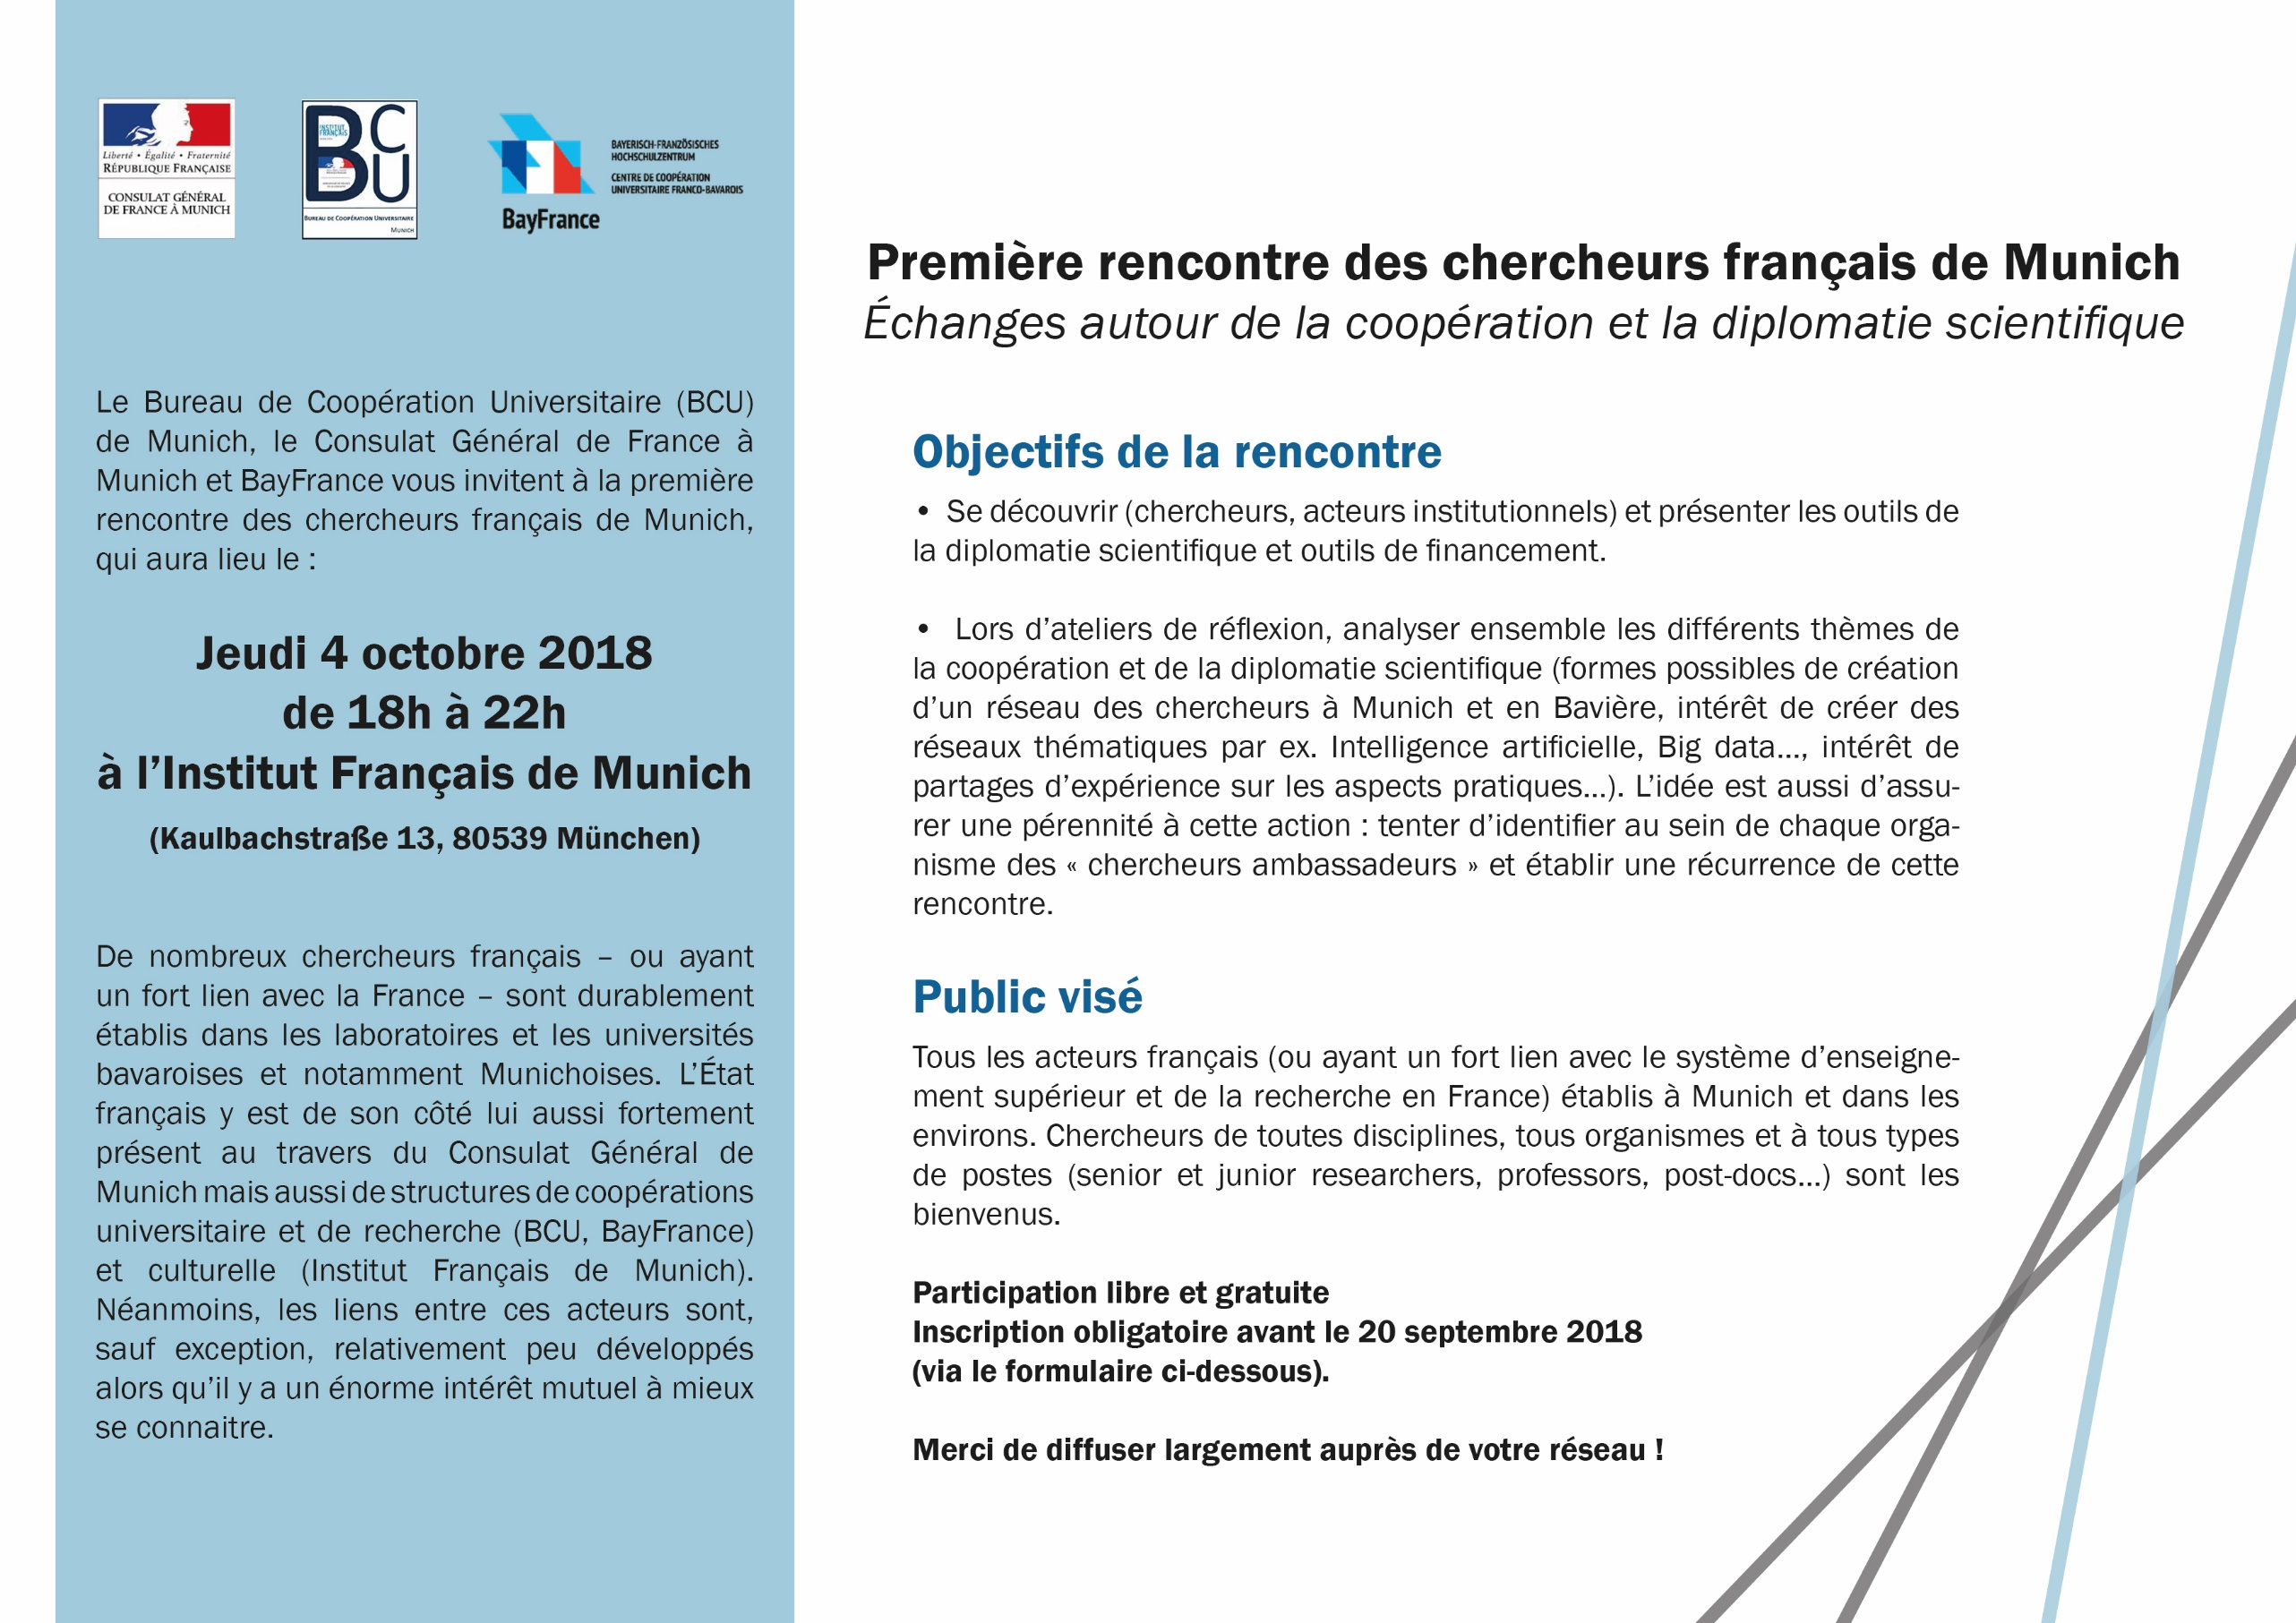 Liberté • Égalité • Fraternité
RÉPUBLIQUE FRANÇAISE
CONSULAT GÉNÉRAL
DE FRANCE À MUNICH
BCU
INSTITUT
FRANÇAIS
BUREAU DE COOPÉRATION UNIVERSITAIRE
MUNICH
BAYERISCH-FRANZÖSISCHES
HOCHSCHULZENTRUM
CENTRE DE COOPÉRATION
UNIVERSITAIRE FRANCO-BAVAROIS
BayFrance
Le Bureau de Coopération Universitaire (BCU)
de Munich, le Consulat Général de France à
Munich et BayFrance vous invitent à la première
rencontre des chercheurs français de Munich,
qui aura lieu le :
Jeudi 4 octobre 2018
de 18h à 22h
à l’Institut Français de Munich
(Kaulbachstraße 13, 80539 München)
De nombreux chercheurs français – ou ayant
un fort lien avec la France – sont durablement
établis dans les laboratoires et les universités
bavaroises et notamment Munichoises. L’État
français y est de son côté lui aussi fortement
présent au travers du Consulat Général de
Munich mais aussi de structures de coopérations
universitaire et de recherche (BCU, BayFrance)
et culturelle (Institut Français de Munich).
Néanmoins, les liens entre ces acteurs sont,
sauf exception, relativement peu développés
alors qu’il y a un énorme intérêt mutuel à mieux
se connaitre.
Première rencontre des chercheurs français de Munich
Échanges autour de la coopération et la diplomatie scientifique
Objectifs de la rencontre
• Se découvrir (chercheurs, acteurs institutionnels) et présenter les outils de
la diplomatie scientifique et outils de financement.
• Lors d’ateliers de réflexion, analyser ensemble les différents thèmes de
la coopération et de la diplomatie scientifique (formes possibles de création
d’un réseau des chercheurs à Munich et en Bavière, intérêt de créer des
réseaux thématiques par ex. Intelligence artificielle, Big data..., intérêt de
partages d’expérience sur les aspects pratiques...). L’idée est aussi d’assu-
rer une pérennité à cette action : tenter d’identifier au sein de chaque orga-
nisme des « chercheurs ambassadeurs » et établir une récurrence de cette
rencontre.
Public visé
Tous les acteurs français (ou ayant un fort lien avec le système d’enseigne-
ment supérieur et de la recherche en France) établis à Munich et dans les
environs. Chercheurs de toutes disciplines, tous organismes et à tous types
de postes (senior et junior researchers, professors, post-docs...) sont les
bienvenus.
Participation libre et gratuite
Inscription obligatoire avant le 20 septembre 2018
(via le formulaire ci-dessous).
Merci de diffuser largement auprès de votre réseau !